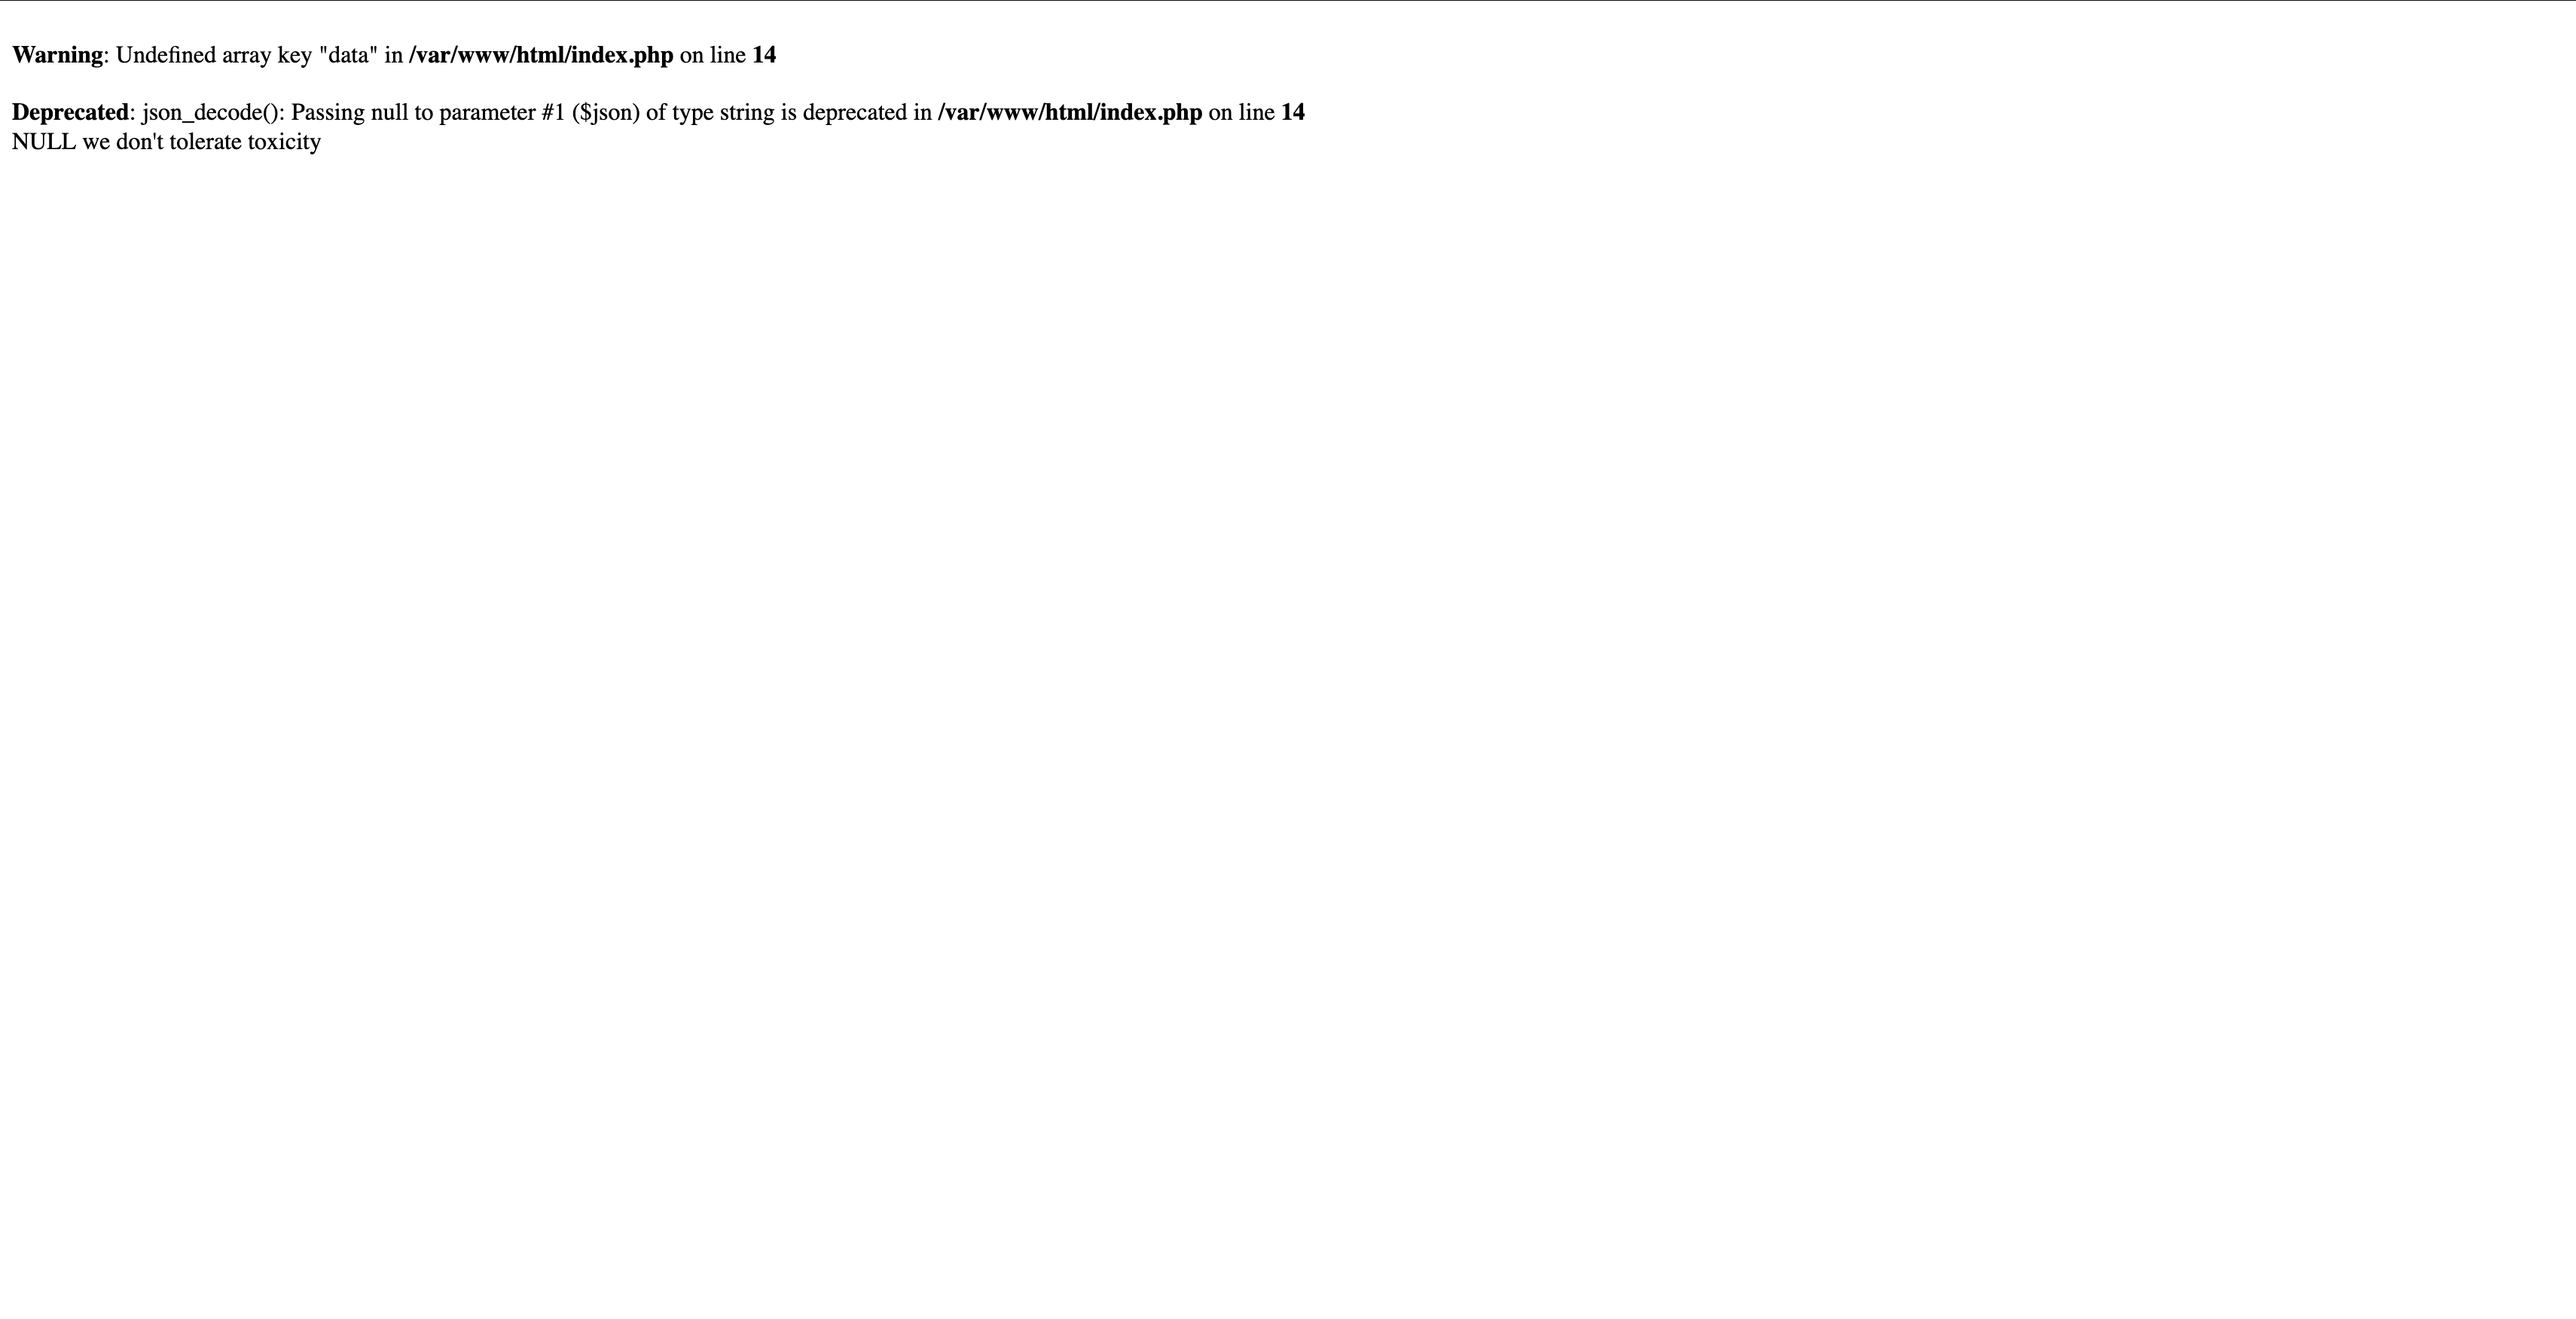 Warning: Undefined array key "data" in /var/www/html/index.php on line 14
Deprecated: json_decode(): Passing null to parameter #1 ($json) of type string is deprecated in /var/www/html/index.php on line 14
NULL we don't tolerate toxicity